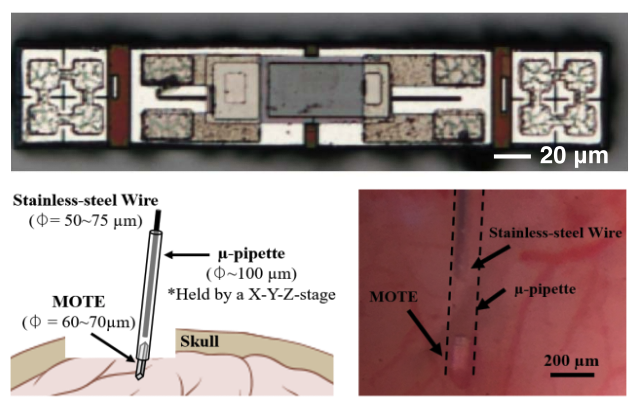 20 µm
Stainless-steel Wire
(Φ= 50~75 µm)
µ-pipette
(Φ~100 µm)
*Held by a X-Y-Z-stage
MOTE
(Φ = 60~70µm)
Skull
Stainless-steel Wire
MOTE
µ-pipette
200 µm